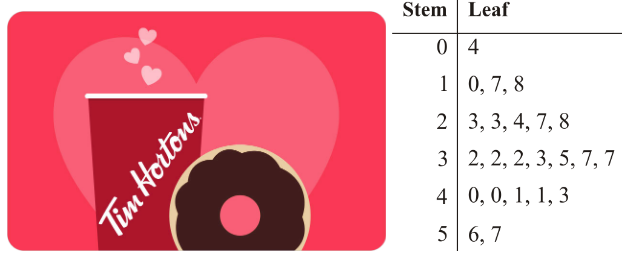 Tim Hortons
Stem Leaf
0 4
1 0, 7, 8
2 3, 3, 4, 7, 8
3 2, 2, 2, 3, 5, 7, 7
4 0, 0, 1, 1, 3
5 6, 7